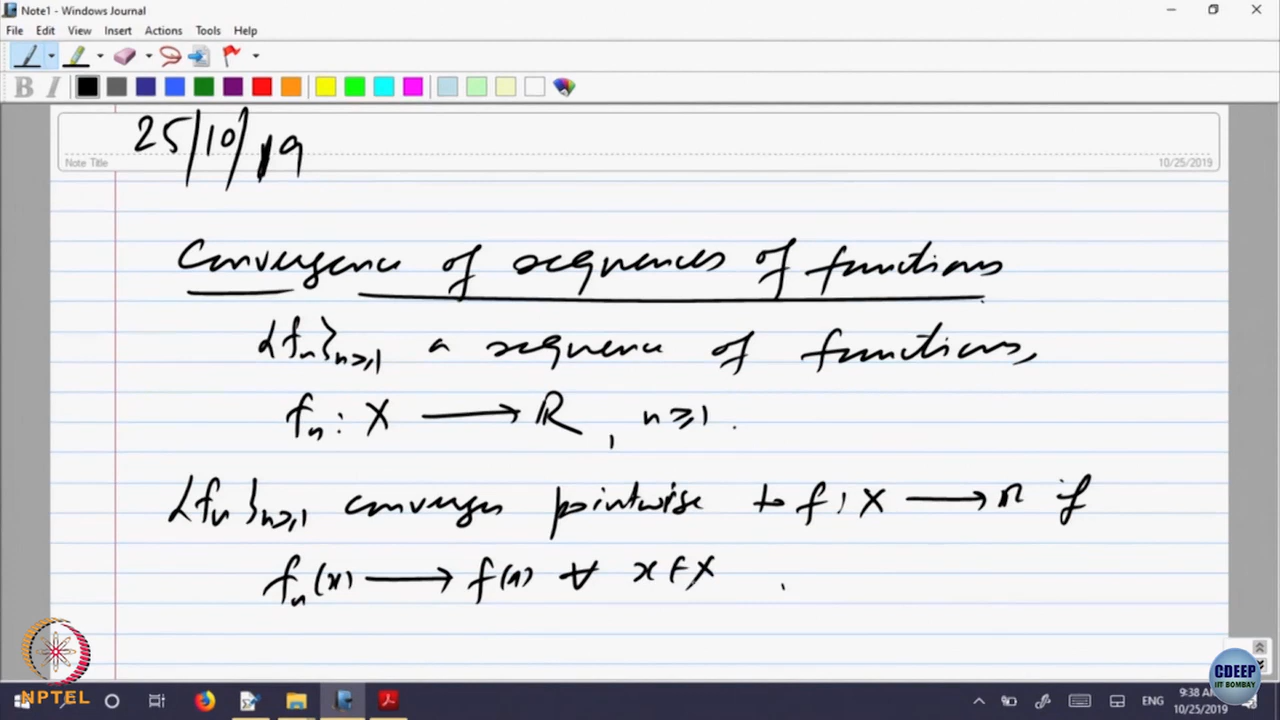 Note1 - Windows Journal
File Edit View Insert Actions Tools Help
B I
25/10/19
Note Title
10/25/2019
Convergence of sequences of functions
{fn}n≥1 a sequence of functions,
fn : X ⟶ ℝ, n≥1.
{fn}n≥1 converges pointwise to f : X ⟶ ℝ if
fn(x) ⟶ f(x) ∀ x ∈ X
NPTEL
CDEEP
IIT BOMBAY
ENG
9:38 AM
10/25/2019